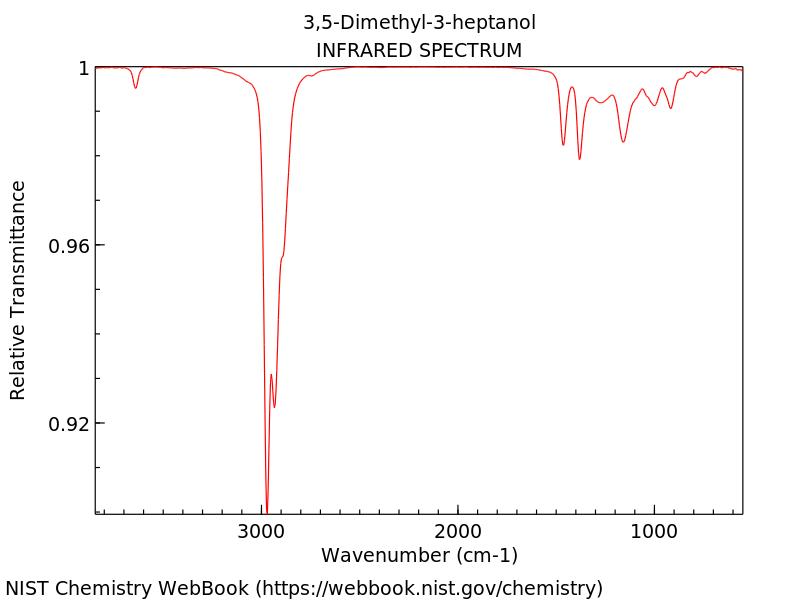 3,5-Dimethyl-3-heptanol
INFRARED SPECTRUM
1
0.96
0.92
Relative Transmittance
3000 2000 1000
Wavenumber (cm-1)
NIST Chemistry WebBook (https://webbook.nist.gov/chemistry)